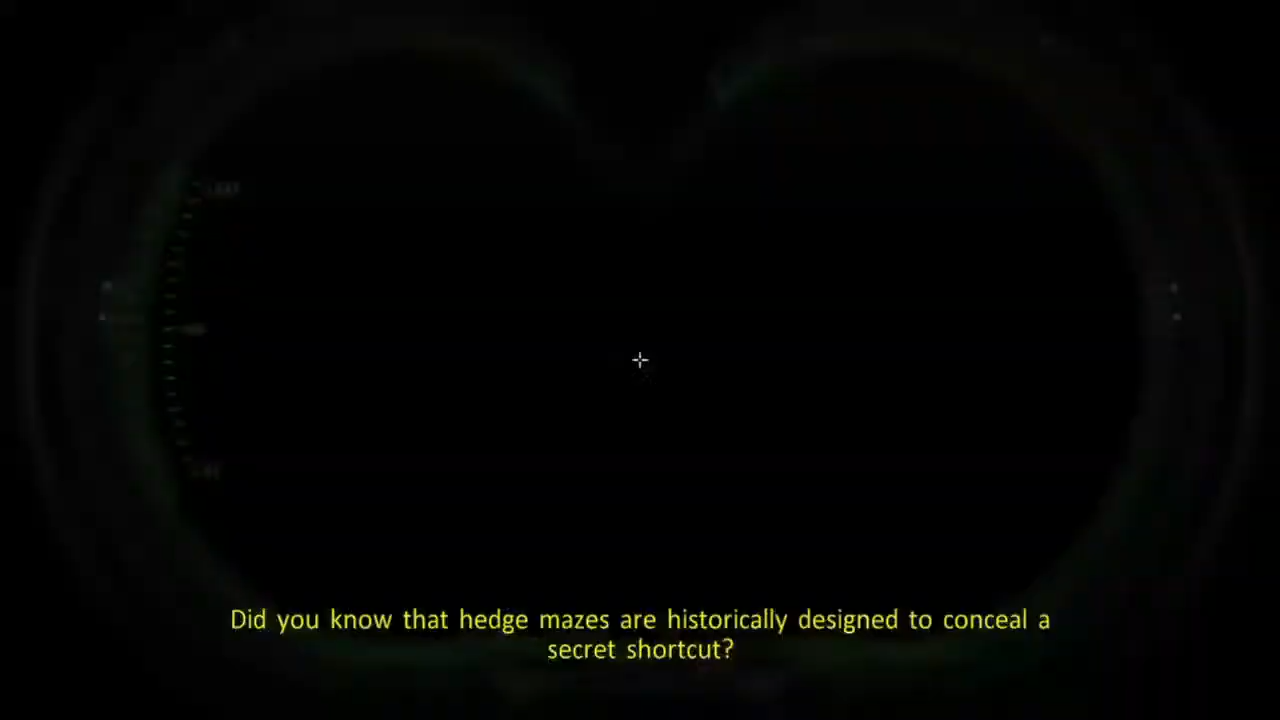 Did you know that hedge mazes are historically designed to conceal a
secret shortcut?